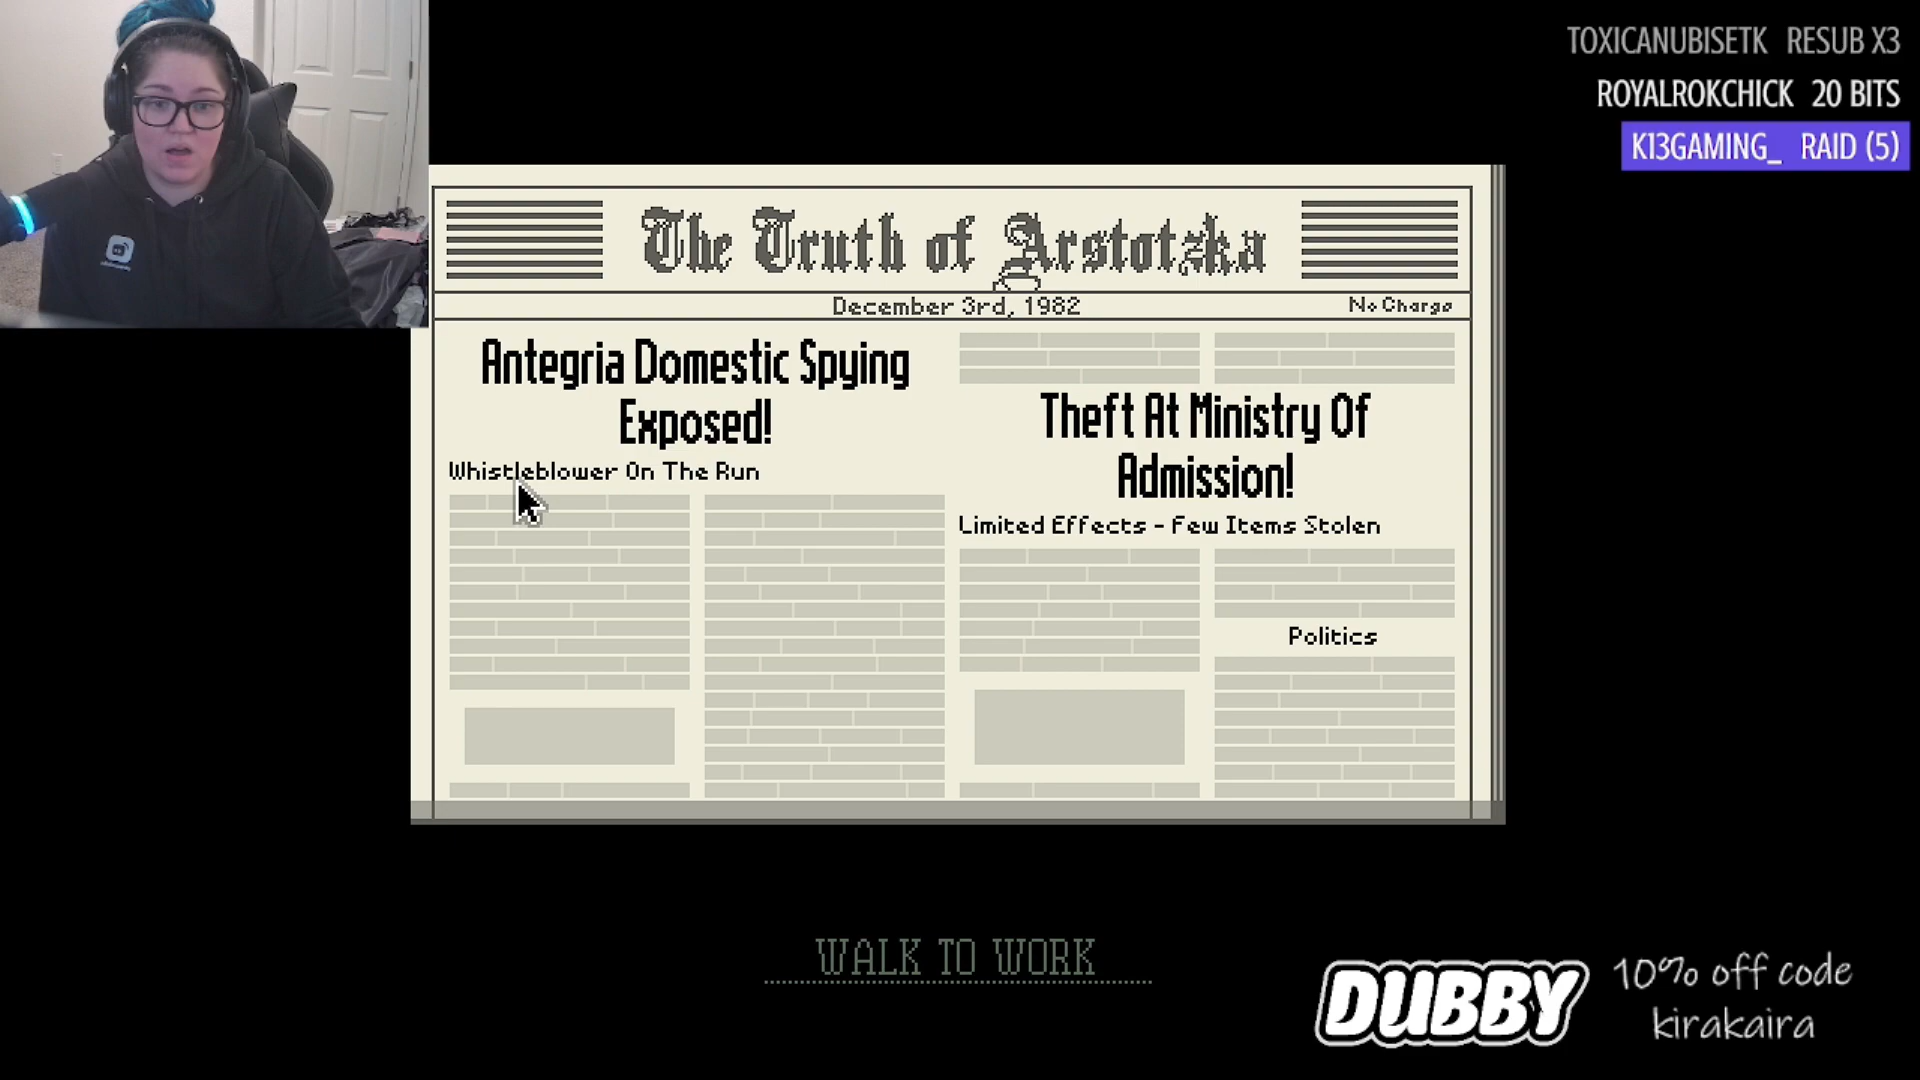 TOXICANUBISETK RESUB X3
ROYALROKCHICK 20 BITS
K13GAMING_ RAID (5)
The Truth of Arstotzka
December 3rd, 1982
No Charge
Antegria Domestic Spying
Exposed!
Whistleblower On The Run
Theft At Ministry Of
Admission!
Limited Effects - Few Items Stolen
Politics
WALK TO WORK
DUBBY
10% off code
kirakaira